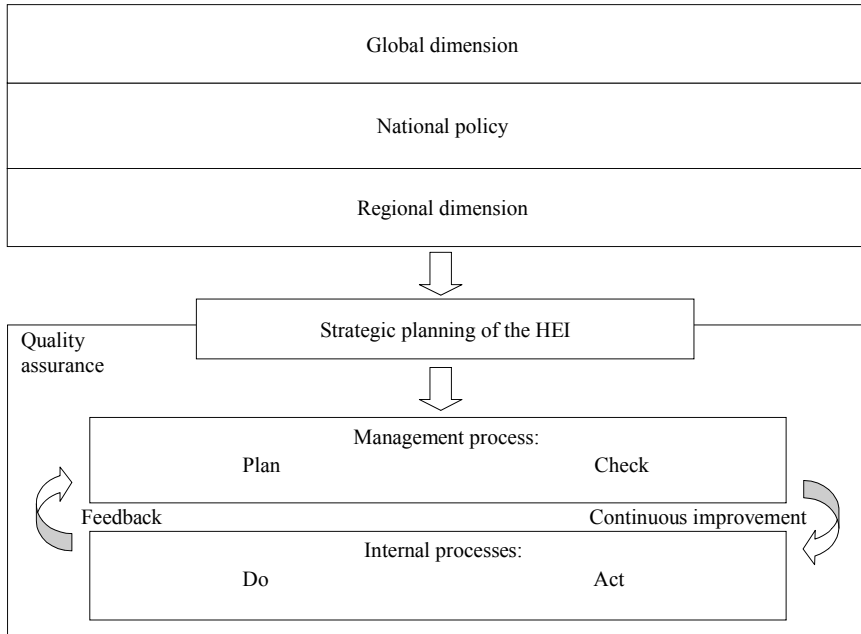 Global dimension
National policy
Regional dimension
Strategic planning of the HEI
Quality
assurance
Management process:
Plan Check
Feedback Continuous improvement
Internal processes:
Do Act